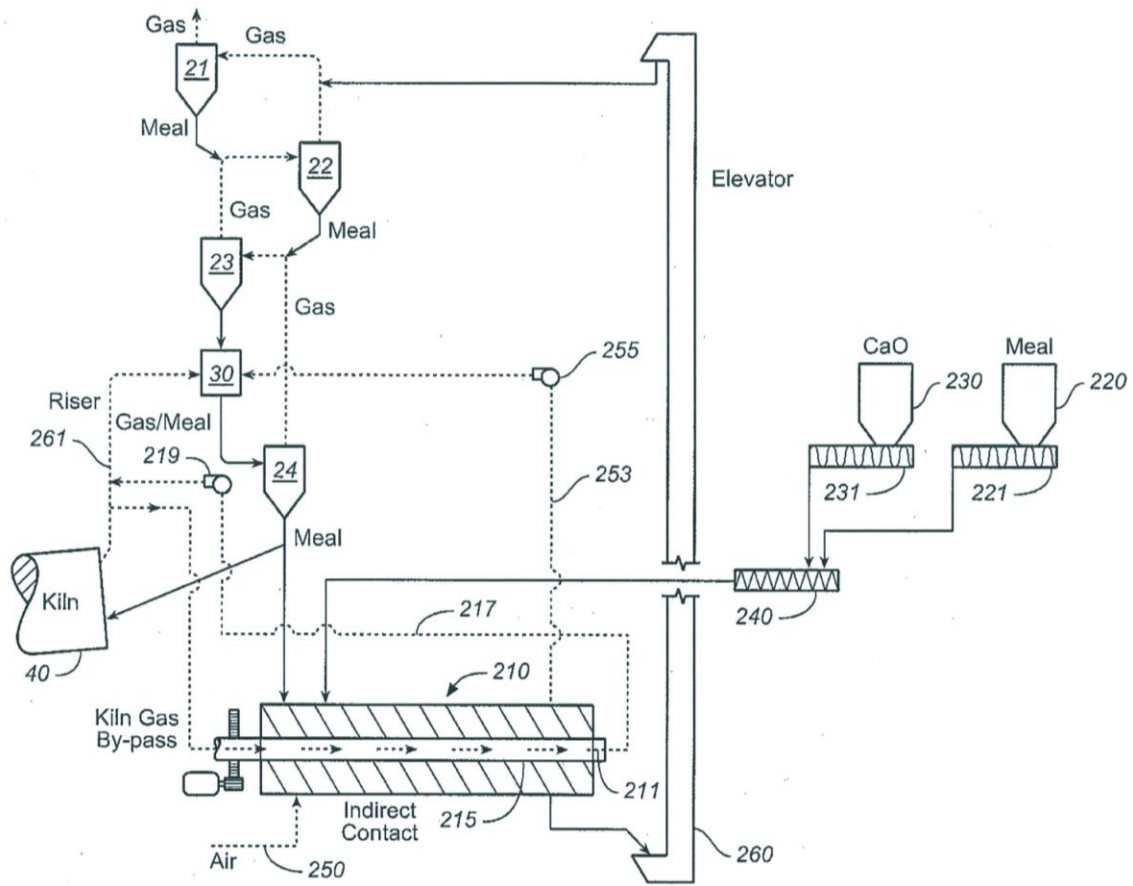 Gas
Gas
21
Meal
22
Elevator
Gas
Meal
23
Gas
255
CaO
Meal
30
230
220
Riser
Gas/Meal
261
219
24
253
231
221
Meal
Kiln
217
240
40
210
Kiln Gas
By-pass
211
Indirect
Contact
215
Air
250
260